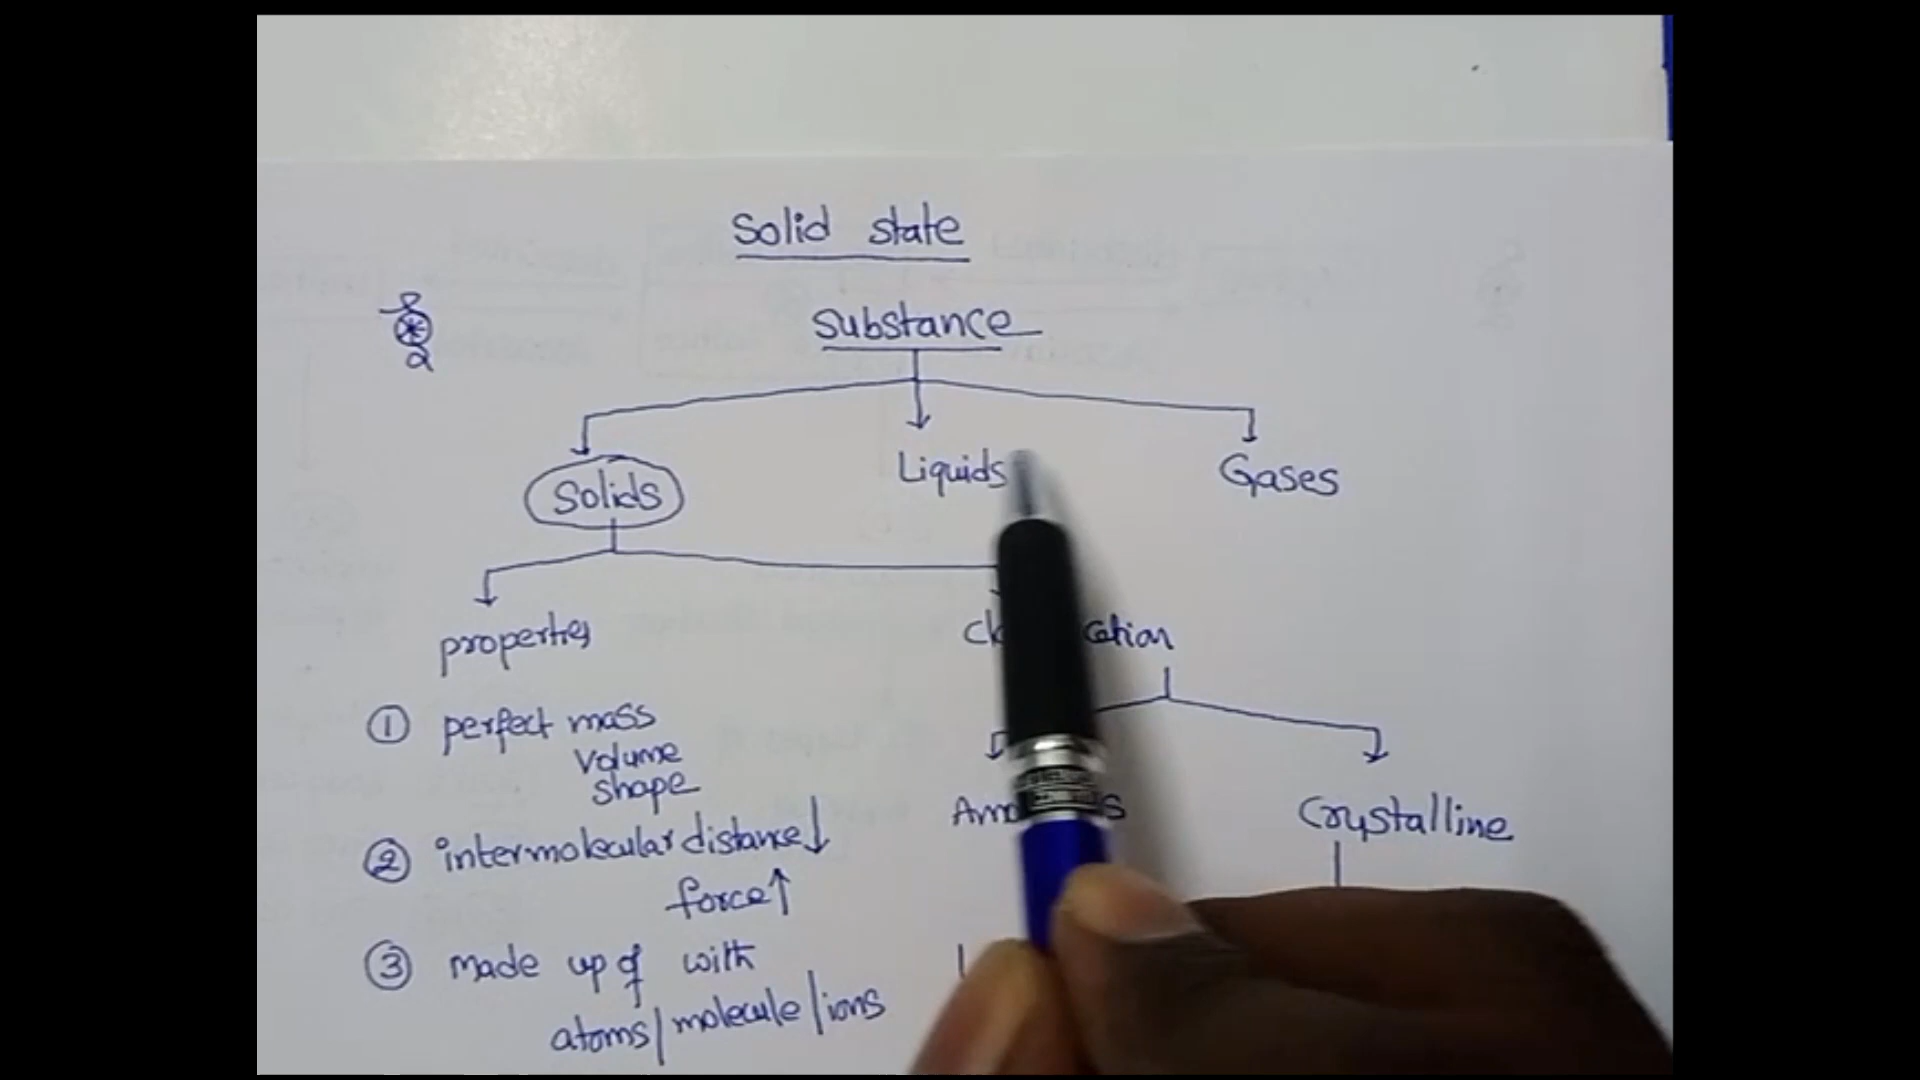 Solid state
Substance
Solids
Liquids
Gases
properties
① perfect mass
volume
shape
② intermolecular distance↓
force↑
③ made up of with
atoms/molecule/ions
Crystalline